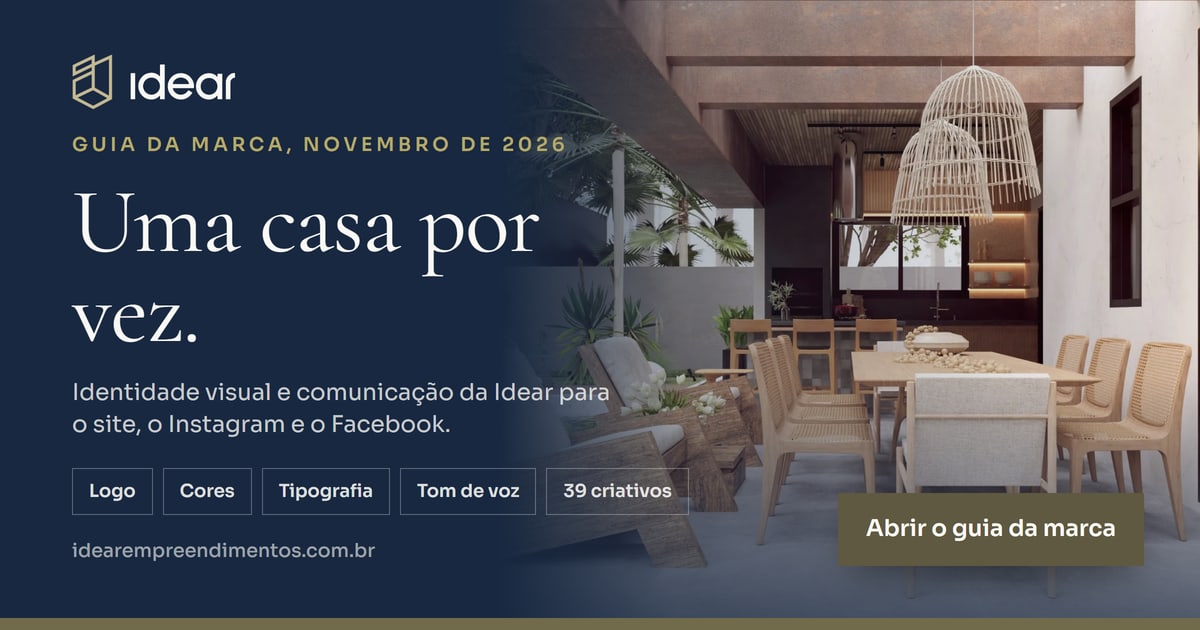 idear
GUIA DA MARCA, NOVEMBRO DE 2026
Uma casa por
vez.
Identidade visual e comunicação da Idear para
o site, o Instagram e o Facebook.
Logo Cores Tipografia Tom de voz 39 criativos
Abrir o guia da marca
idearempreendimentos.com.br